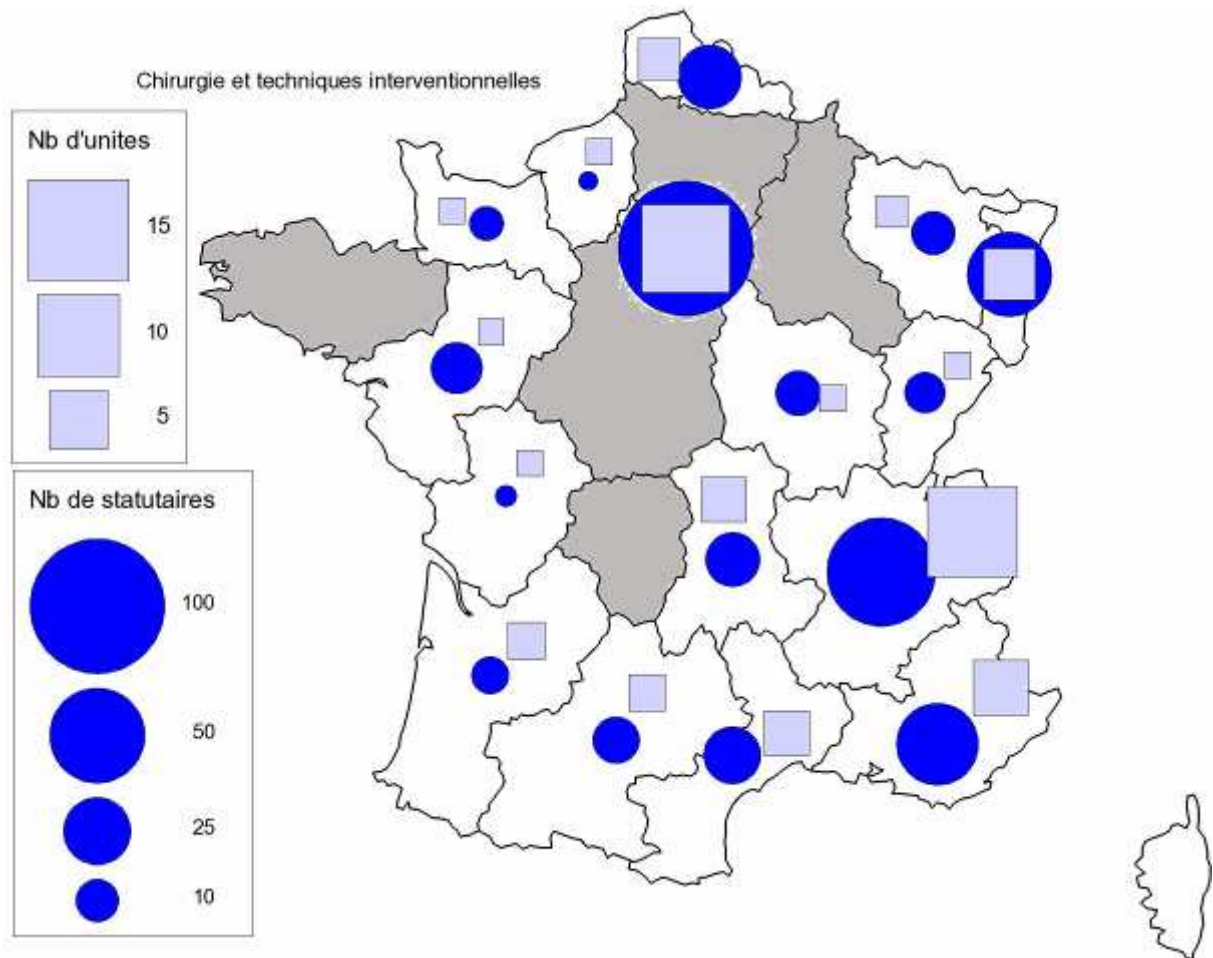 Chirurgie et techniques interventionnelles
Nb d'unites
15
10
5
Nb de statutaires
100
50
25
10